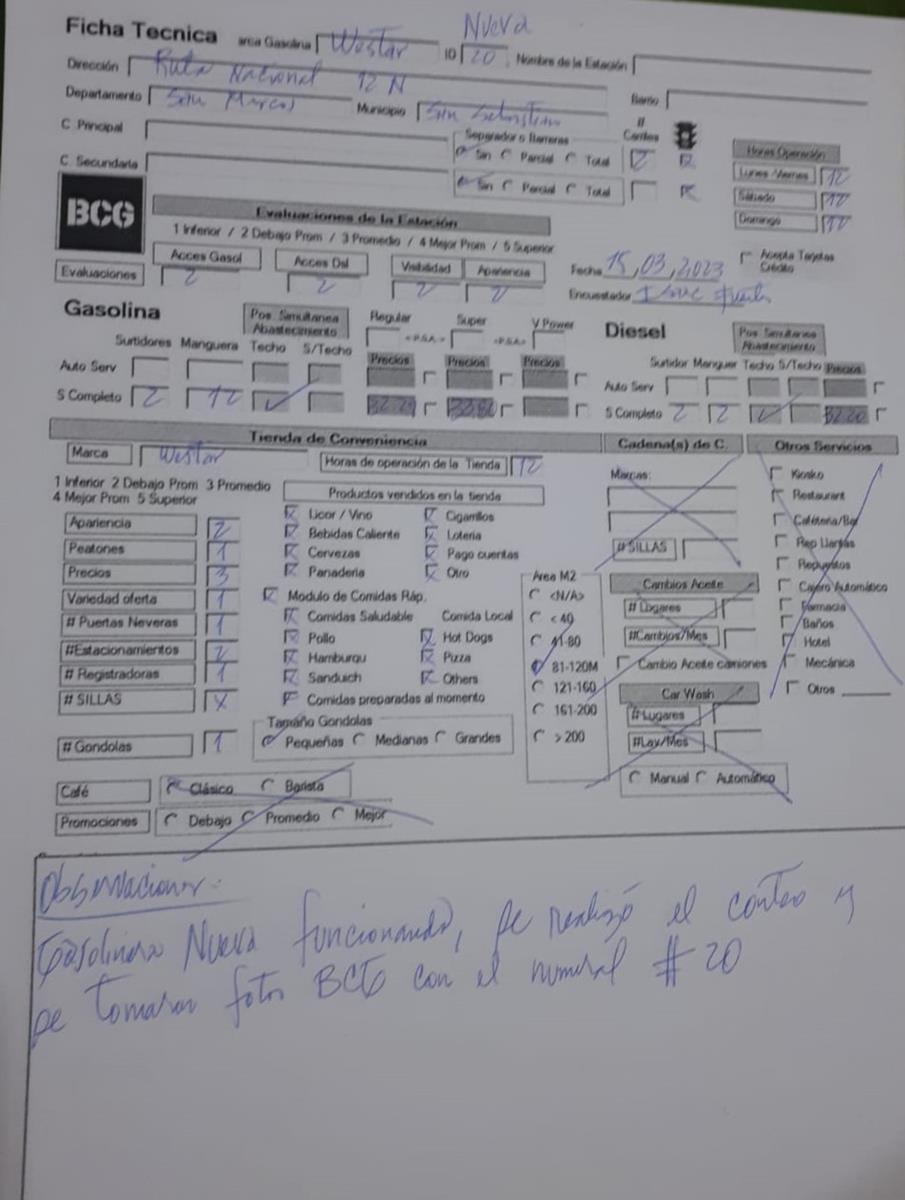 Nueva
Ficha Tecnica arca Gasolina Westar ID 20 Nombre de la Estación
Dirección Ruta Nacional 12 N
Departamento San Marcos Municipio San Sebastian Barrio
C. Principal Separador o Barreras # Carriles
Sin Parcial Total 2 Horas Operación
C. Secundaria Sin Parcial Total Lunes /Viernes 12
Sábado 12
Domingo 12
BCG Evaluaciones de la Estación
1 Inferior / 2 Debajo Prom / 3 Promedio / 4 Mejor Prom / 5 Superior
Acces Gasol Acces Dsl Visibilidad Apariencia Fecha 15,03,2023 Acepta Tarjetas Crédito
Evaluaciones 2 2 2 2 Encuestador
Gasolina Pos Simultanea Abastecimiento Regular <P.S.A.> Super <P.S.A.> V Power Diesel Pos Simultanea Abastecimiento
Surtidores Manguera Techo S/Techo Precios Precios Precios Surtidor Manguer Techo S/Techo Precios
Auto Serv Auto Serv
S Completo 2 12 S Completo 2 2
Tienda de Conveniencia Cadena(s) de C. Otros Servicios
Marca Westar Horas de operación de la Tienda 12 Marcas: Kiosko
1 Inferior 2 Debajo Prom 3 Promedio Productos vendidos en la tienda Restaurant
4 Mejor Prom 5 Superior Licor / Vino Cigarrillos Cafétería/Bar
Apariencia 2 Bebidas Caliente Loteria Rep Llantas
Peatones 1 Cervezas Pago cuentas # SILLAS Repuestos
Precios 3 Panaderia Otro Area M2 Cambios Aceite Cajero Automático
Variedad oferta 1 Modulo de Comidas Ráp. <N/A> # Lugares Farmacia
# Puertas Neveras 1 Comidas Saludable Comida Local < 40 #Cambios/Mes Baños
#Estacionamientos 2 Pollo Hot Dogs 41-80 Hotel
# Registradoras 1 Hamburqu Pizza 81-120M Cambio Aceite camiones Mecánica
# SILLAS X Sanduich Others 121-160 Car Wash Otros
Comidas preparadas al momento 161-200 # Lugares
# Gondolas 1 Tamaño Gondolas > 200 #Lav/Mes
Pequeñas Medianas Grandes
Café Clásico Barista Manual Automático
Promociones Debajo Promedio Mejor
Observaciones:
Gasolinera Nueva funcionando, se realizó el conteo y
se tomaron fotos BCG con el numeral # 20